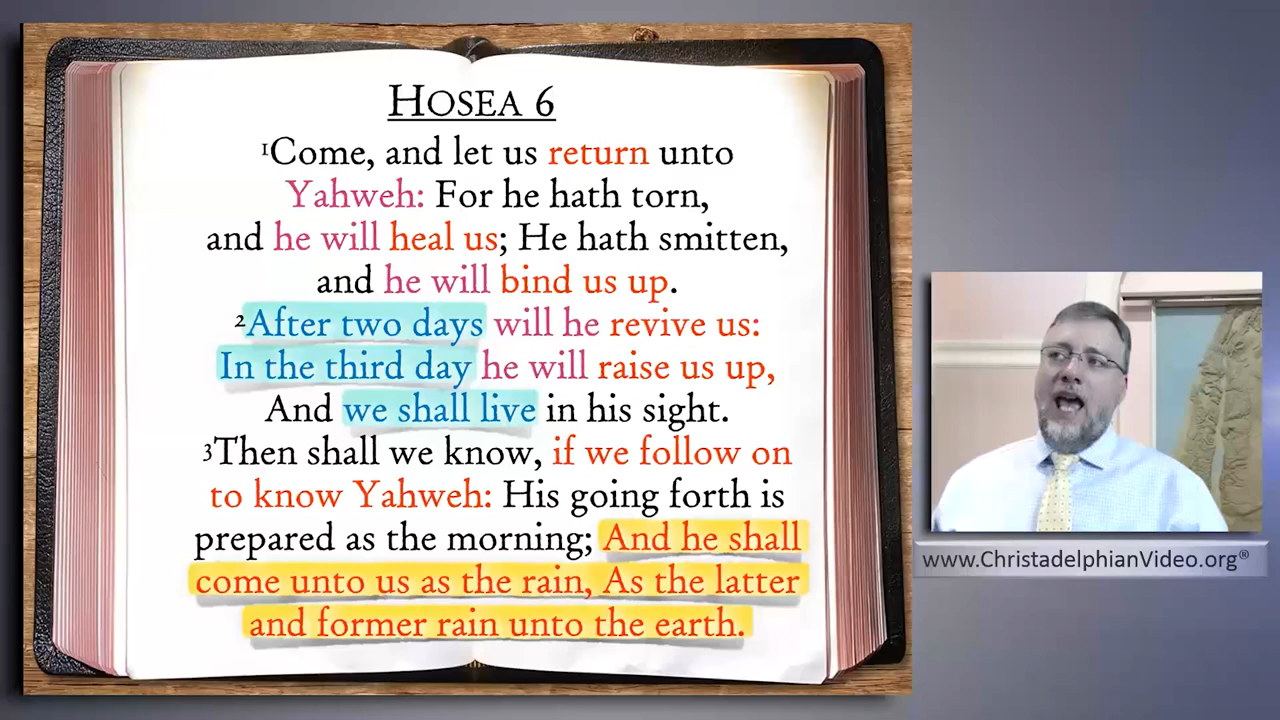 HOSEA 6
¹Come, and let us return unto
Yahweh: For he hath torn,
and he will heal us; He hath smitten,
and he will bind us up.
²After two days will he revive us:
In the third day he will raise us up,
And we shall live in his sight.
³Then shall we know, if we follow on
to know Yahweh: His going forth is
prepared as the morning; And he shall
come unto us as the rain, As the latter
and former rain unto the earth.
www.ChristadelphianVideo.org®